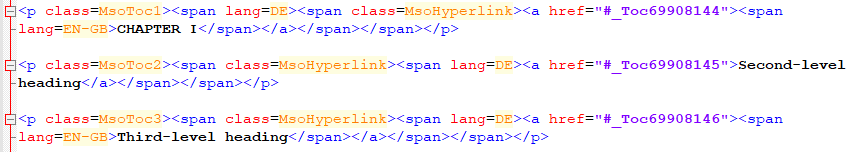 <p class=MsoToc1><span lang=DE><span class=MsoHyperlink><a href="#_Toc69908144"><span
lang=EN-GB>CHAPTER I</span></a></span></span></p>
<p class=MsoToc2><span class=MsoHyperlink><span lang=DE><a href="#_Toc69908145">Second-level
heading</a></span></span></p>
<p class=MsoToc3><span class=MsoHyperlink><span lang=DE><a href="#_Toc69908146"><span
lang=EN-GB>Third-level heading</span></a></span></span></p>